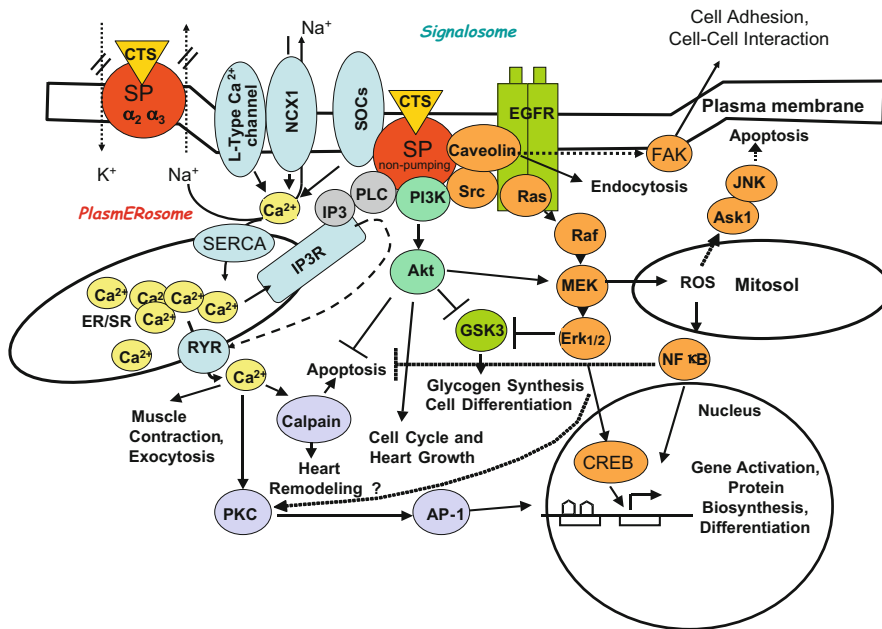 Cell Adhesion,
Cell-Cell Interaction
Na⁺
Signalosome
CTS
SP
α₂ α₃
L-Type Ca²⁺
channel
NCX1
SOCs
CTS
SP
non-pumping
EGFR
Caveolin
Plasma membrane
FAK
Apoptosis
K⁺
Na⁺
Ca²⁺
IP3
PLC
PI3K
Src
Ras
Endocytosis
JNK
Ask1
PlasmERosome
SERCA
IP3R
Raf
Akt
MEK
ROS
Mitosol
Ca²⁺
Ca²
Ca²⁺
Ca²⁺
Ca²⁺
ER/SR
Ca²⁺
RYR
GSK3
Erk1/2
NF κB
Ca²⁺
Apoptosis
Glycogen Synthesis
Cell Differentiation
Nucleus
Muscle
Contraction,
Exocytosis
Calpain
Cell Cycle and
Heart Growth
Heart
Remodeling ?
CREB
Gene Activation,
Protein
Biosynthesis,
Differentiation
PKC
AP-1